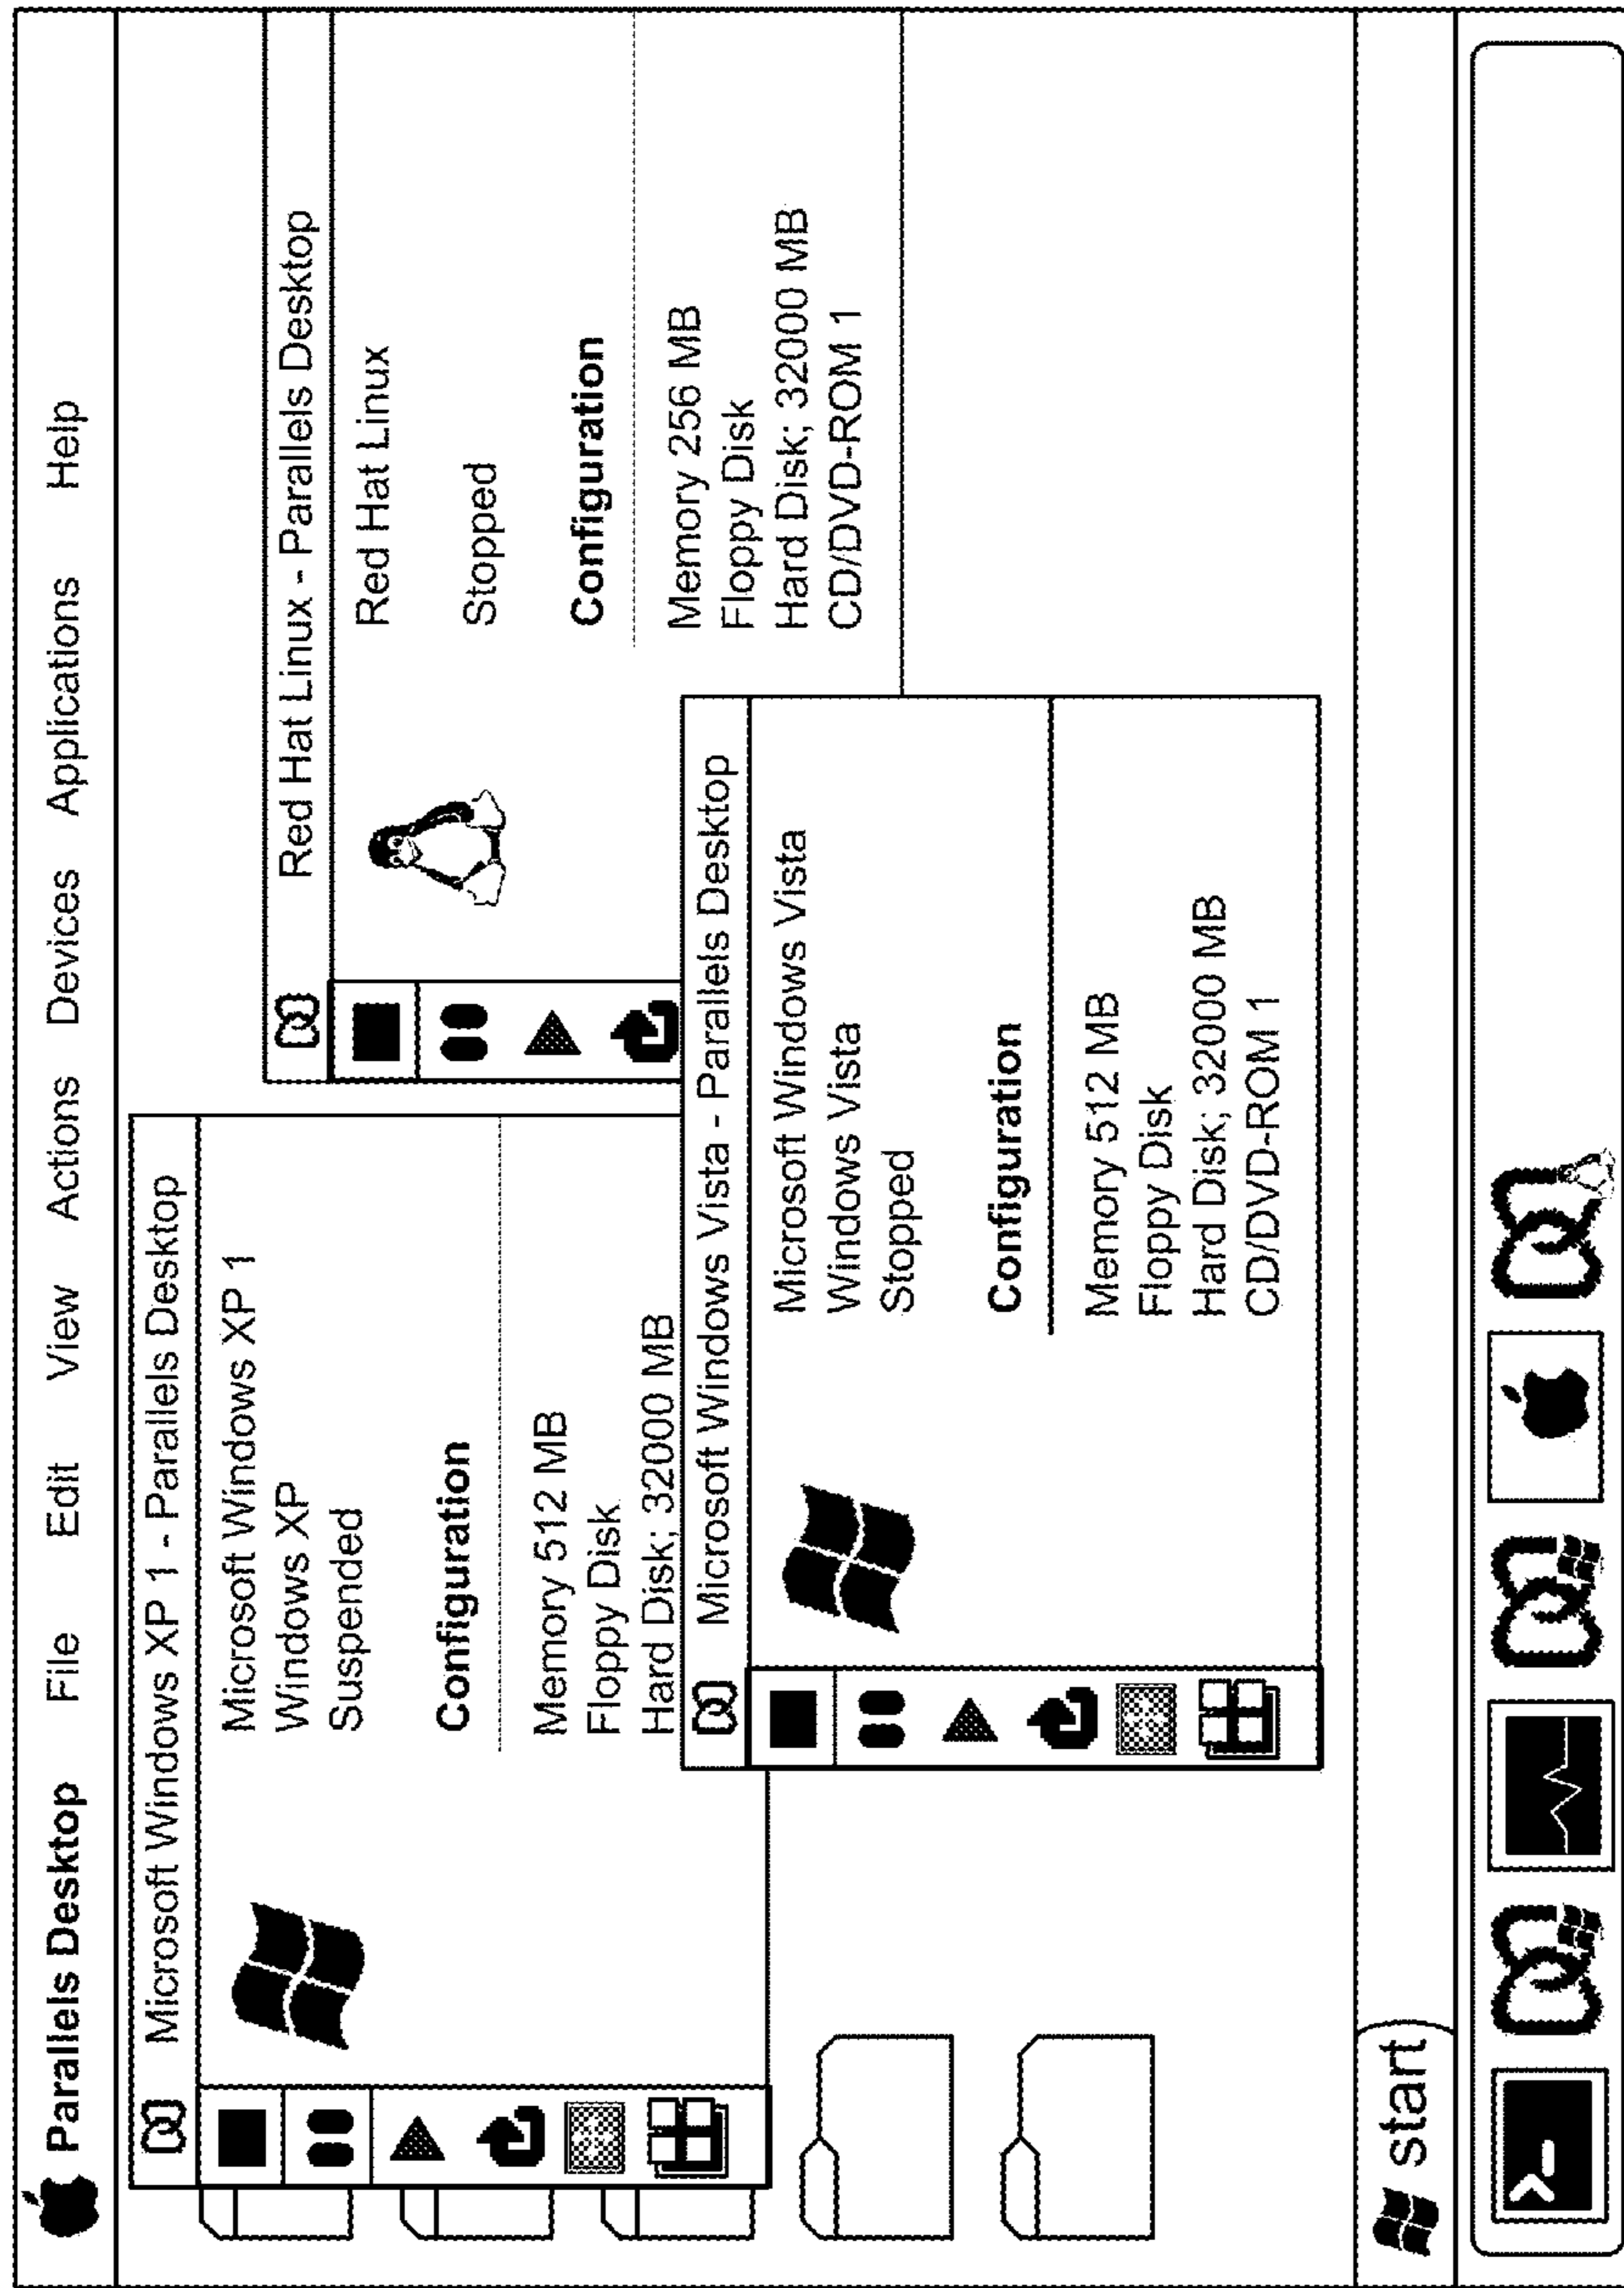 Parallels Desktop File Edit View Actions Devices Applications Help
Microsoft Windows XP 1 - Parallels Desktop
Microsoft Windows XP 1
Windows XP
Suspended
Configuration
Memory 512 MB
Floppy Disk
Hard Disk; 32000 MB
Red Hat Linux - Parallels Desktop
Red Hat Linux
Stopped
Configuration
Memory 256 MB
Floppy Disk
Hard Disk; 32000 MB
CD/DVD-ROM 1
Microsoft Windows Vista - Parallels Desktop
Microsoft Windows Vista
Windows Vista
Stopped
Configuration
Memory 512 MB
Floppy Disk
Hard Disk; 32000 MB
CD/DVD-ROM 1
start